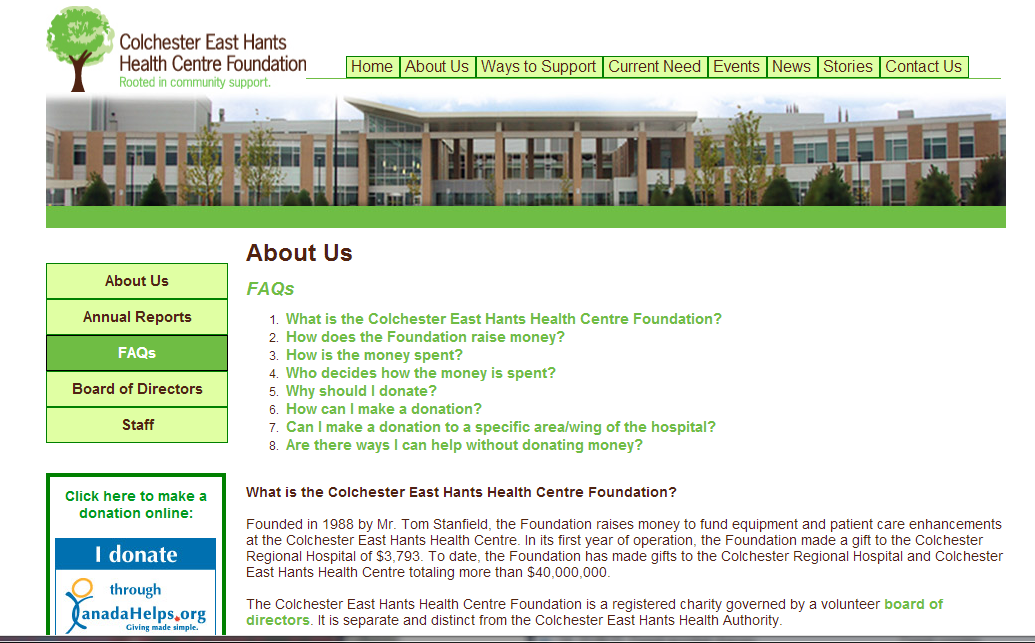 Colchester East Hants
Health Centre Foundation
Rooted in community support.
Home
About Us
Ways to Support
Current Need
Events
News
Stories
Contact Us
About Us
Annual Reports
FAQs
Board of Directors
Staff
Click here to make a
donation online:
I donate
through
CanadaHelps.org
Giving made simple.
About Us
FAQs
1. What is the Colchester East Hants Health Centre Foundation?
2. How does the Foundation raise money?
3. How is the money spent?
4. Who decides how the money is spent?
5. Why should I donate?
6. How can I make a donation?
7. Can I make a donation to a specific area/wing of the hospital?
8. Are there ways I can help without donating money?
What is the Colchester East Hants Health Centre Foundation?
Founded in 1988 by Mr. Tom Stanfield, the Foundation raises money to fund equipment and patient care enhancements
at the Colchester East Hants Health Centre. In its first year of operation, the Foundation made a gift to the Colchester
Regional Hospital of $3,793. To date, the Foundation has made gifts to the Colchester Regional Hospital and Colchester
East Hants Health Centre totaling more than $40,000,000.
The Colchester East Hants Health Centre Foundation is a registered charity governed by a volunteer board of
directors. It is separate and distinct from the Colchester East Hants Health Authority.